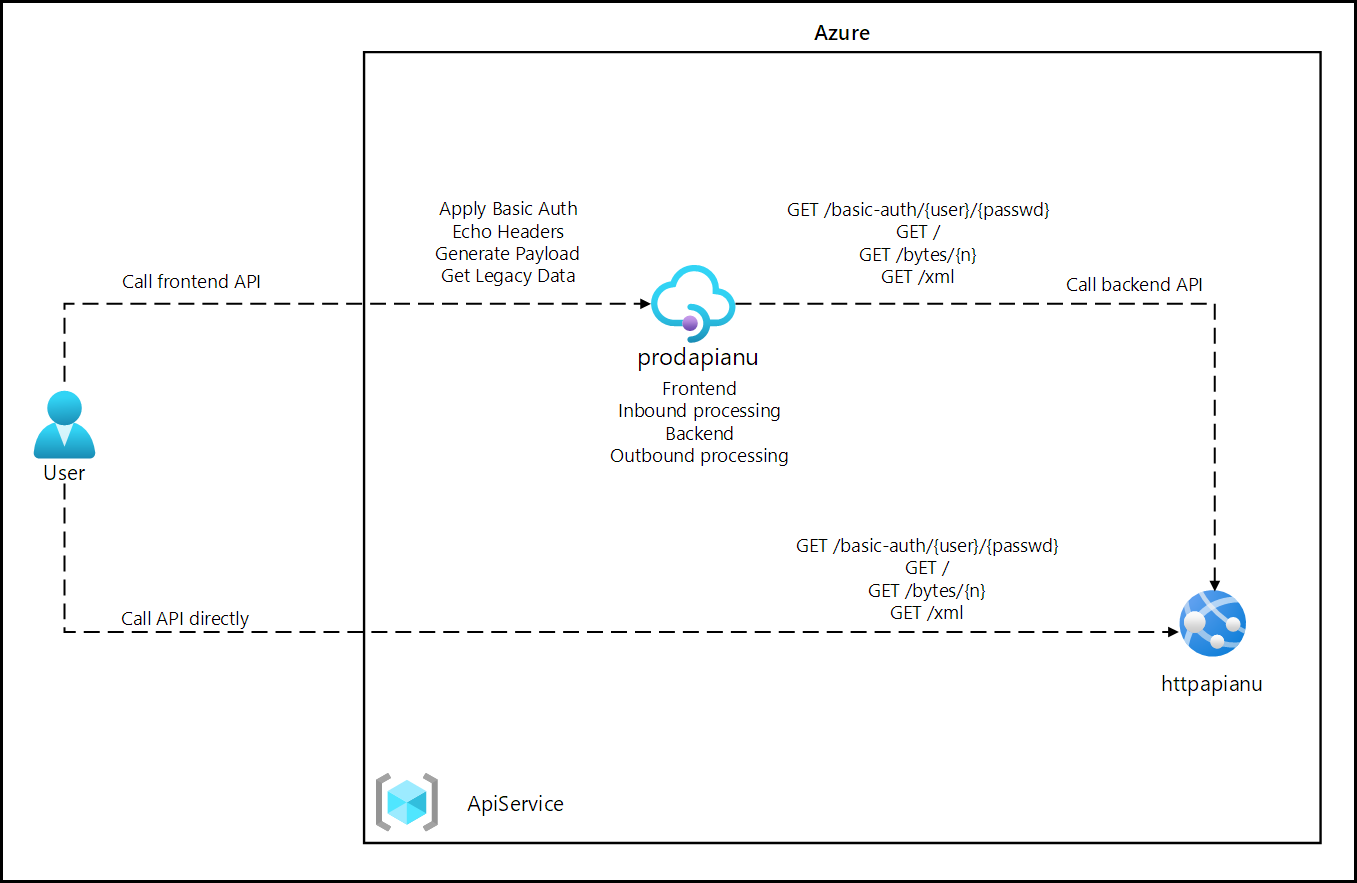 Azure
Apply Basic Auth
Echo Headers
Generate Payload
Get Legacy Data
GET /basic-auth/{user}/{passwd}
GET /
GET /bytes/{n}
GET /xml
Call frontend API
Call backend API
prodapianu
Frontend
Inbound processing
Backend
Outbound processing
User
GET /basic-auth/{user}/{passwd}
GET /
GET /bytes/{n}
GET /xml
Call API directly
httpapianu
ApiService